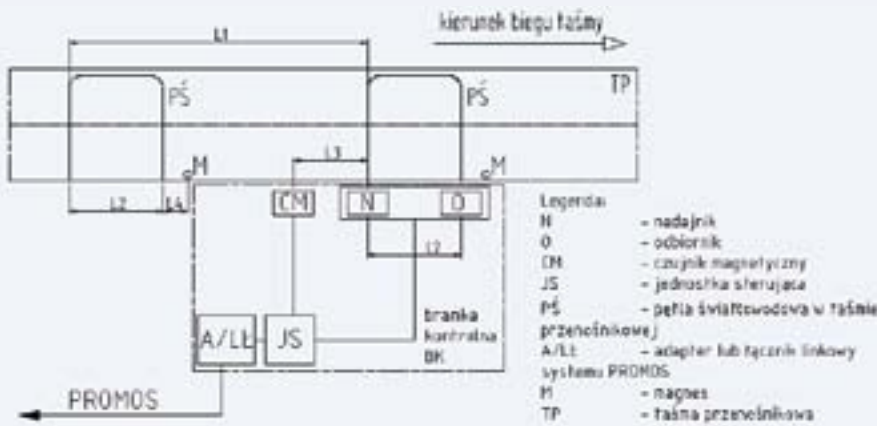 L1
kierunek biegu taśmy
TP
PŚ
PŚ
M
L3
M
L2
L4
CM
N
O
L2
A/LŁ
JS
bramka
kontrolna
BK
PROMOS
Legenda:
N - nadajnik
O - odbiornik
CM - czujnik magnetyczny
JS - jednostka sterująca
PŚ - pętla światłowodowa w taśmie
przenośnikowej
A/LŁ - adapter lub łącznik linkowy
systemu PROMOS
M - magnes
TP - taśma przenośnikowa